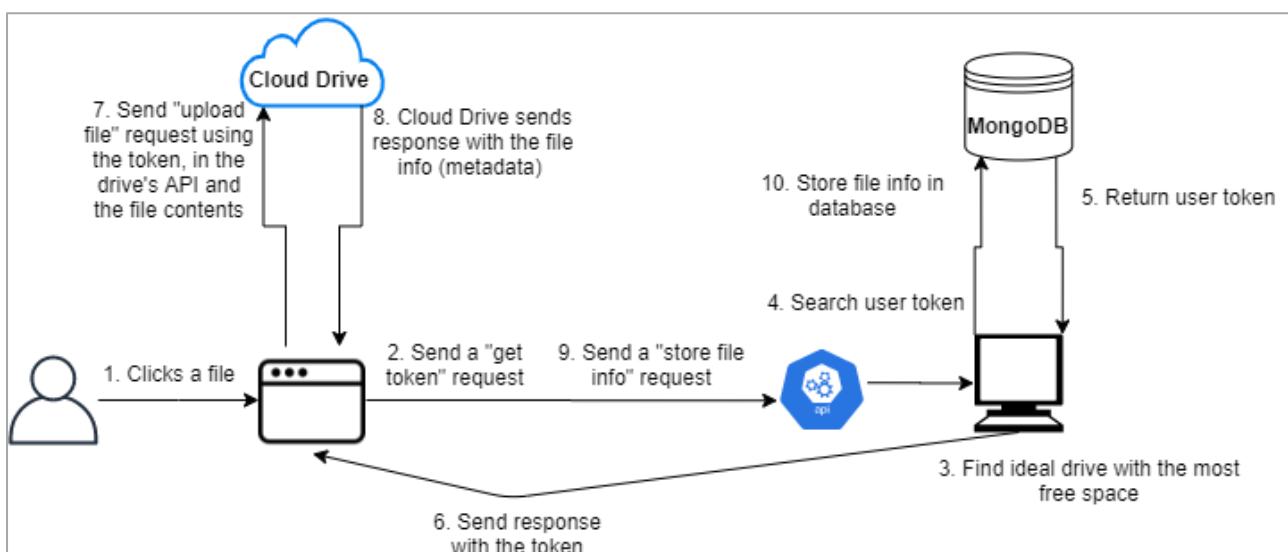 Cloud Drive
7. Send "upload
file" request using
the token, in the
drive's API and
the file contents
8. Cloud Drive sends
response with the file
info (metadata)
MongoDB
10. Store file info in
database
5. Return user token
4. Search user token
1. Clicks a file
2. Send a "get
token" request
9. Send a "store file
info" request
api
3. Find ideal drive with the most
free space
6. Send response
with the token